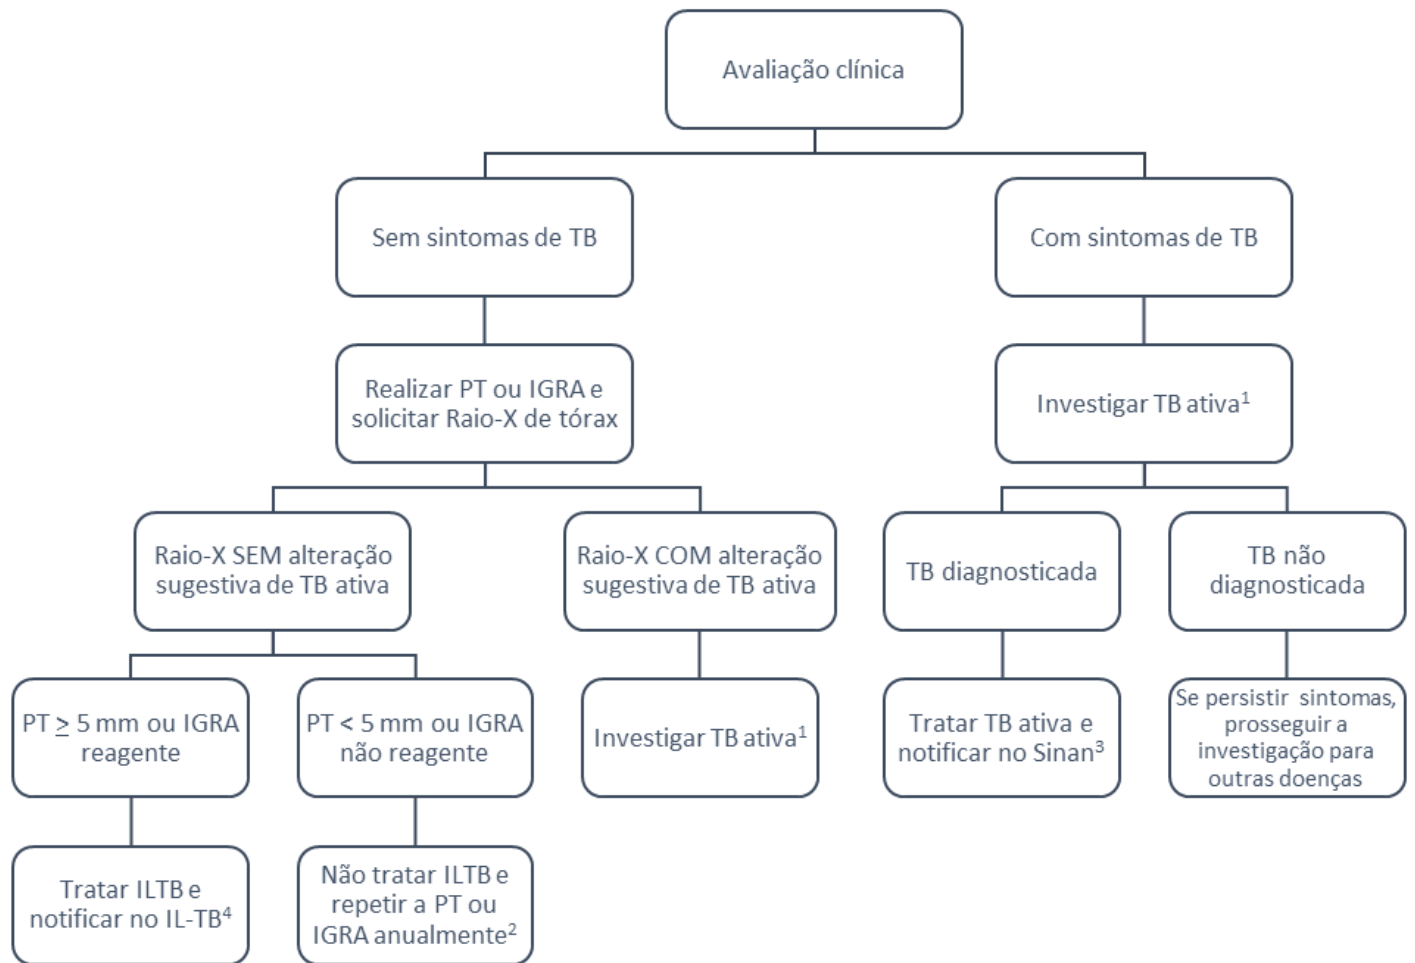 Avaliação clínica
Sem sintomas de TB
Com sintomas de TB
Realizar PT ou IGRA e
solicitar Raio-X de tórax
Investigar TB ativa¹
Raio-X SEM alteração
sugestiva de TB ativa
Raio-X COM alteração
sugestiva de TB ativa
TB diagnosticada
TB não
diagnosticada
PT ≥ 5 mm ou IGRA
reagente
PT < 5 mm ou IGRA
não reagente
Investigar TB ativa¹
Tratar TB ativa e
notificar no Sinan³
Se persistir sintomas,
prosseguir a
investigação para
outras doenças
Tratar ILTB e
notificar no IL-TB⁴
Não tratar ILTB e
repetir a PT ou
IGRA anualmente²